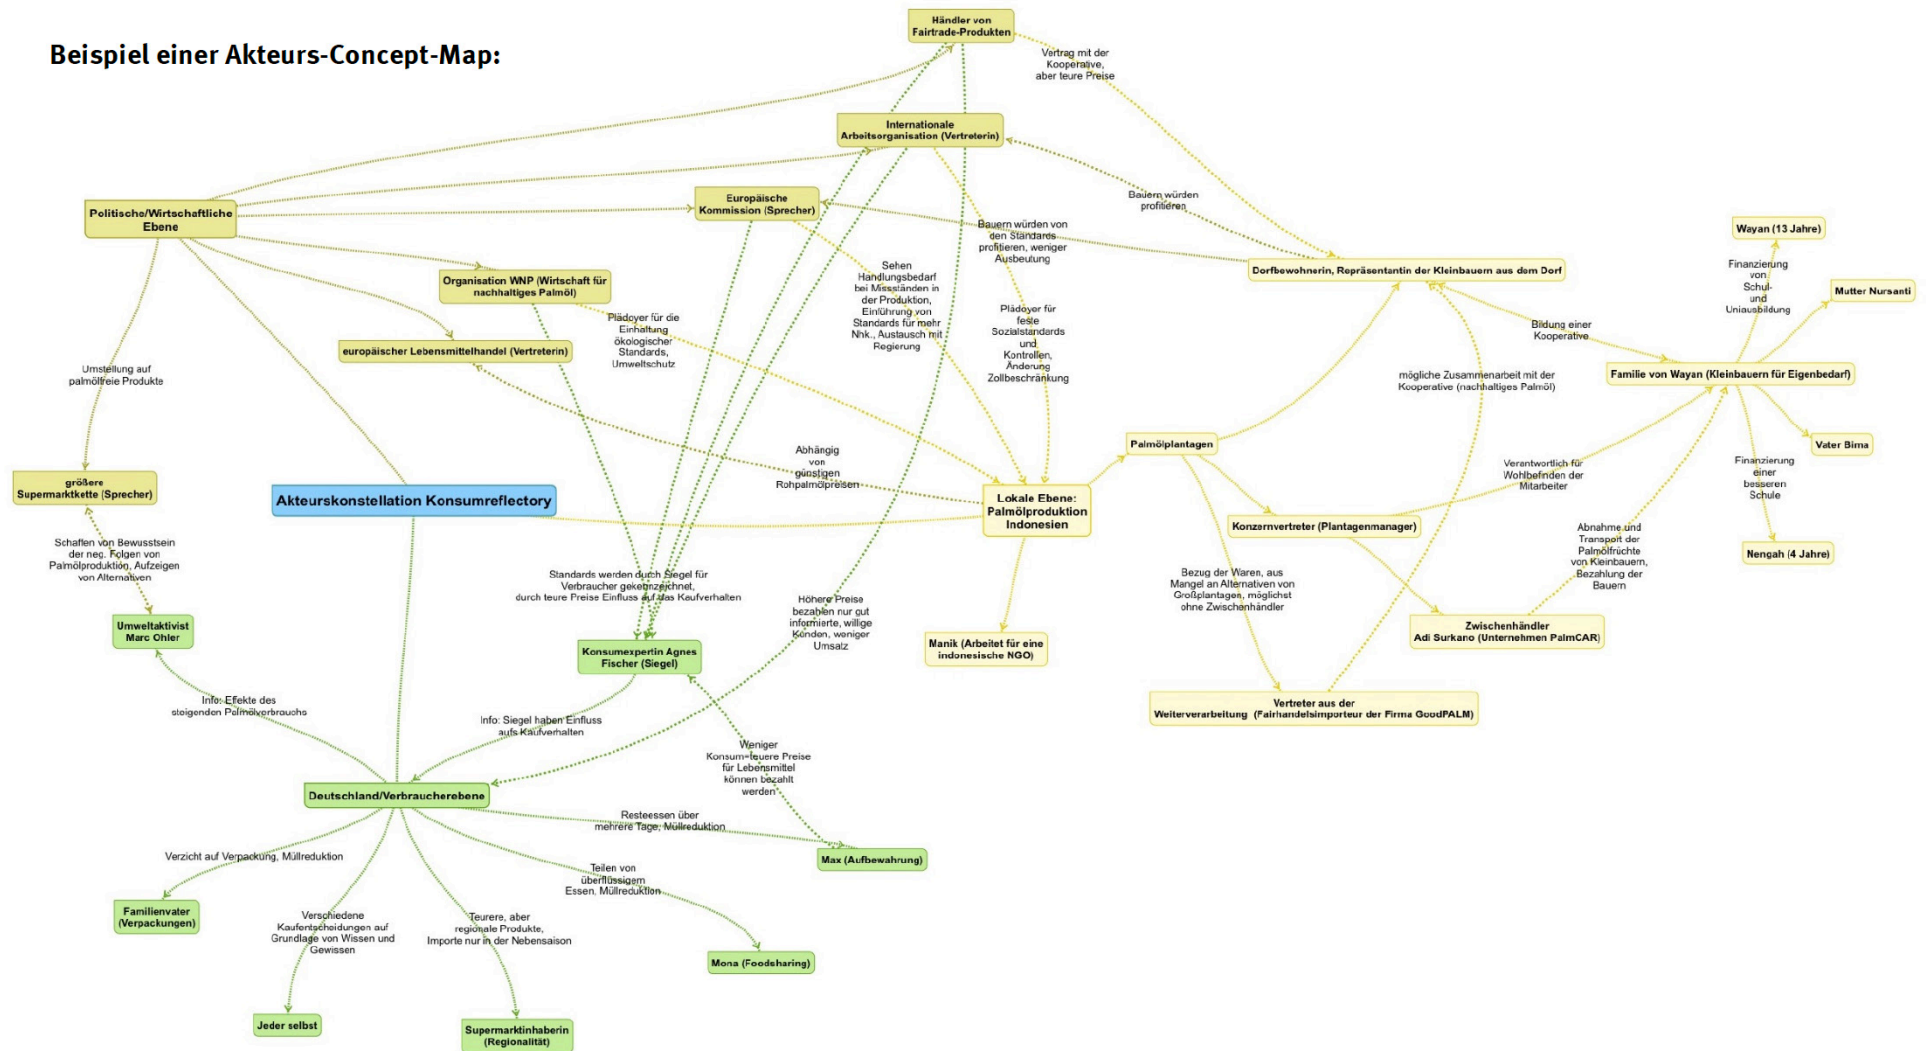 Beispiel einer Akteurs-Concept-Map:
Händler von
Fairtrade-Produkten
Vertrag mit der
Kooperative,
aber teure Preise
Internationale
Arbeitsorganisation (Vertreterin)
Politische/Wirtschaftliche
Ebene
Europäische
Kommission (Sprecher)
Bauern würden
profitieren
Bauern würden von
den Standards
profitieren, weniger
Ausbeutung
Wayan (13 Jahre)
Organisation WNP (Wirtschaft für
nachhaltiges Palmöl)
Sehen
Handlungsbedarf
bei Missständen in
der Produktion,
Einführung von
Standards für mehr
Nhk., Austausch mit
Regierung
Dorfbewohnerin, Repräsentantin der Kleinbauern aus dem Dorf
Finanzierung
von
Schul-
und
Uniausbildung
Mutter Nursanti
Plädoyer für die
Einhaltung
ökologischer
Standards,
Umweltschutz
Plädoyer für
feste
Sozialstandards
und
Kontrollen,
Änderung
Zollbeschränkung
Bildung einer
Kooperative
europäischer Lebensmittelhandel (Vertreterin)
Umstellung auf
palmölfreie Produkte
mögliche Zusammenarbeit mit der
Kooperative (nachhaltiges Palmöl)
Familie von Wayan (Kleinbauern für Eigenbedarf)
Palmölplantagen
Vater Bima
Abhängig
von
günstigen
Rohpalmölpreisen
Verantwortlich für
Wohlbefinden der
Mitarbeiter
Finanzierung
einer
besseren
Schule
größere
Supermarktkette (Sprecher)
Akteurskonstellation Konsumreflectory
Lokale Ebene:
Palmölproduktion
Indonesien
Konzernvertreter (Plantagenmanager)
Abnahme und
Transport der
Palmölfrüchte
von Kleinbauern,
Bezahlung der
Bauern
Nengah (4 Jahre)
Schaffen von Bewusstsein
der neg. Folgen von
Palmölproduktion, Aufzeigen
von Alternativen
Standards werden durch Siegel für
Verbraucher gekennzeichnet,
durch teure Preise Einfluss auf das Kaufverhalten
Bezug der Waren, aus
Mangel an Alternativen von
Großplantagen, möglichst
ohne Zwischenhändler
Höhere Preise
bezahlen nur gut
informierte, willige
Kunden, weniger
Umsatz
Umweltaktivist
Marc Ohler
Konsumexpertin Agnes
Fischer (Siegel)
Manik (Arbeitet für eine
indonesische NGO)
Zwischenhändler
Adi Surkano (Unternehmen PalmCAR)
Info: Effekte des
steigenden Palmölverbrauchs
Info: Siegel haben Einfluss
aufs Kaufverhalten
Vertreter aus der
Weiterverarbeitung (Fairhandelsimporteur der Firma GoodPALM)
Weniger
Konsum=teuere Preise
für Lebensmittel
können bezahlt
werden
Deutschland/Verbraucherebene
Resteessen über
mehrere Tage, Müllreduktion
Verzicht auf Verpackung, Müllreduktion
Max (Aufbewahrung)
Teilen von
überflüssigem
Essen, Müllreduktion
Familienvater
(Verpackungen)
Verschiedene
Kaufentscheidungen auf
Grundlage von Wissen und
Gewissen
Teurere, aber
regionale Produkte,
Importe nur in der Nebensaison
Mona (Foodsharing)
Jeder selbst
Supermarktinhaberin
(Regionalität)